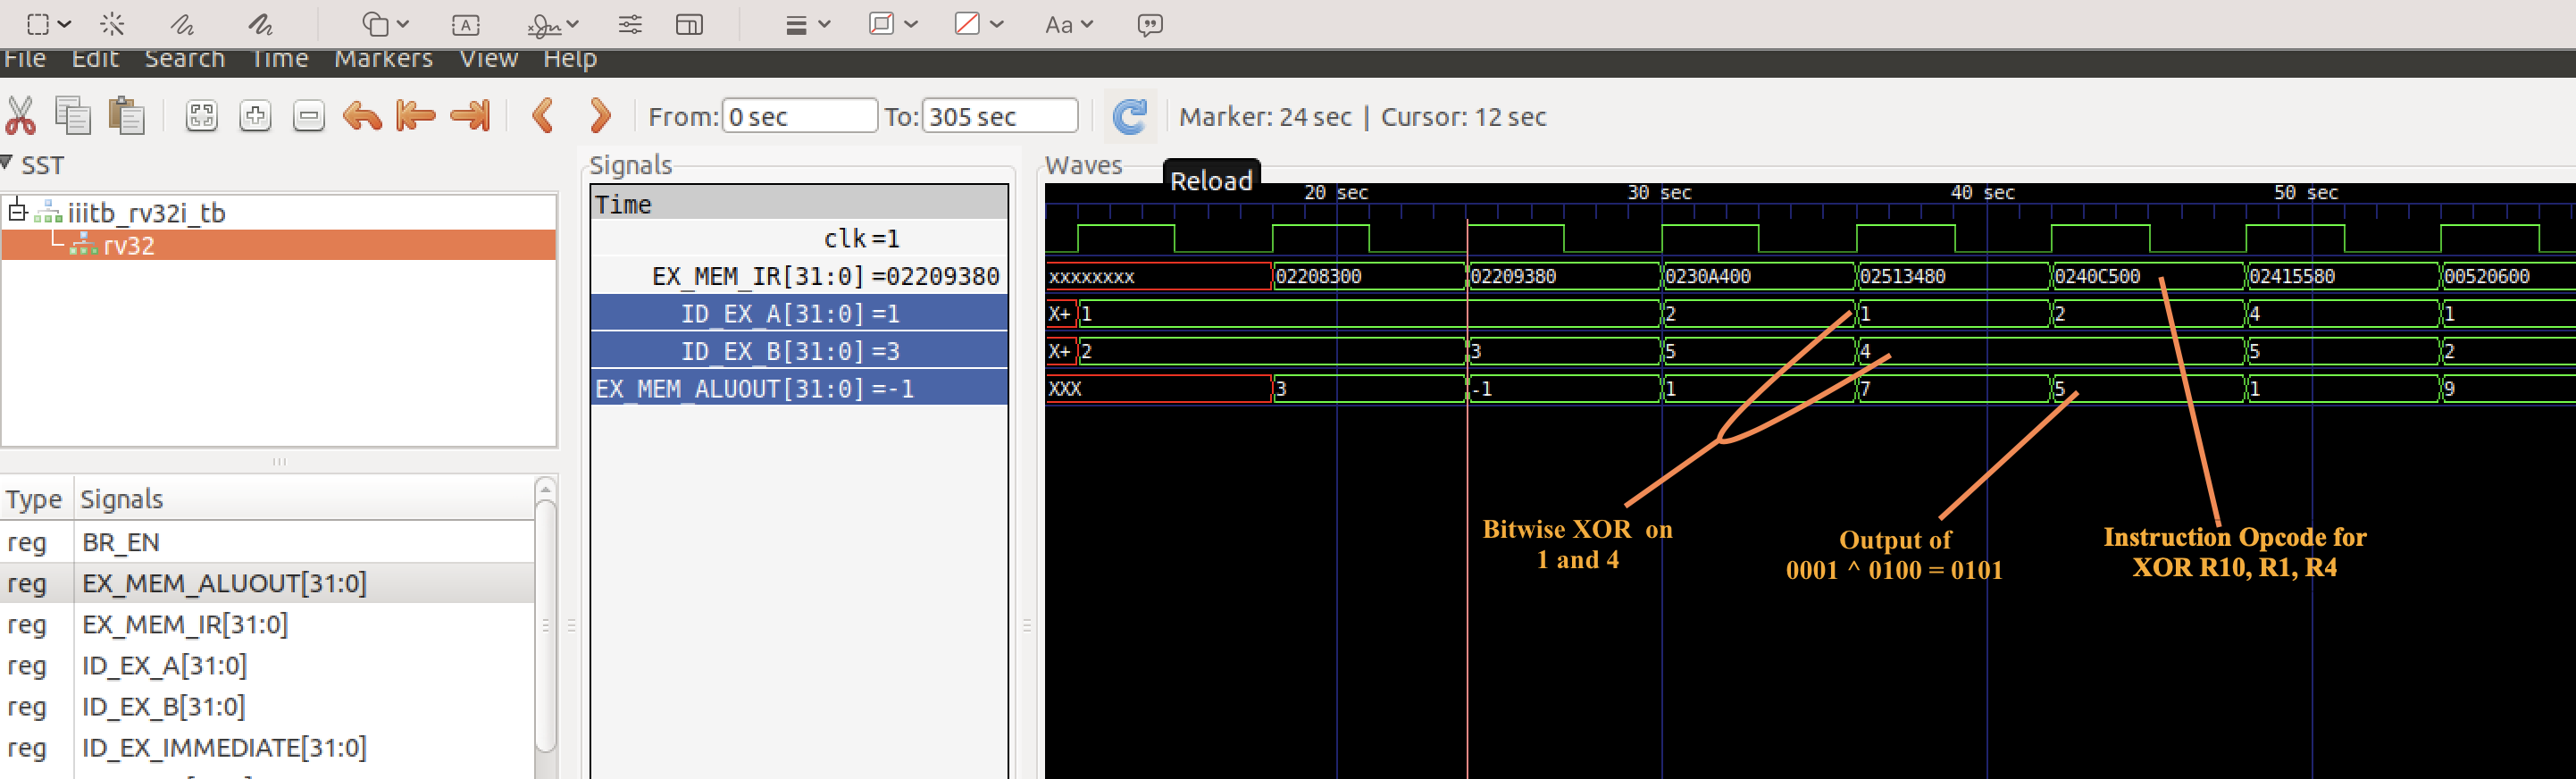 Aa
File Edit Search Time Markers View Help
From: 0 sec To: 305 sec Marker: 24 sec | Cursor: 12 sec
SST
iiitb_rv32i_tb
rv32
Type Signals
reg BR_EN
reg EX_MEM_ALUOUT[31:0]
reg EX_MEM_IR[31:0]
reg ID_EX_A[31:0]
reg ID_EX_B[31:0]
reg ID_EX_IMMEDIATE[31:0]
Signals
Time
clk =1
EX_MEM_IR[31:0] =02209380
ID_EX_A[31:0] =1
ID_EX_B[31:0] =3
EX_MEM_ALUOUT[31:0] =-1
Waves
Reload
20 sec 30 sec 40 sec 50 sec
xxxxxxxx 02208300 02209380 0230A400 02513480 0240C500 02415580 00520600
X+ 1 2 1 2 4 1
X+ 2 3 5 4 5 2
XXX 3 -1 1 7 5 1 9
Bitwise XOR on
1 and 4
Output of
0001 ^ 0100 = 0101
Instruction Opcode for
XOR R10, R1, R4